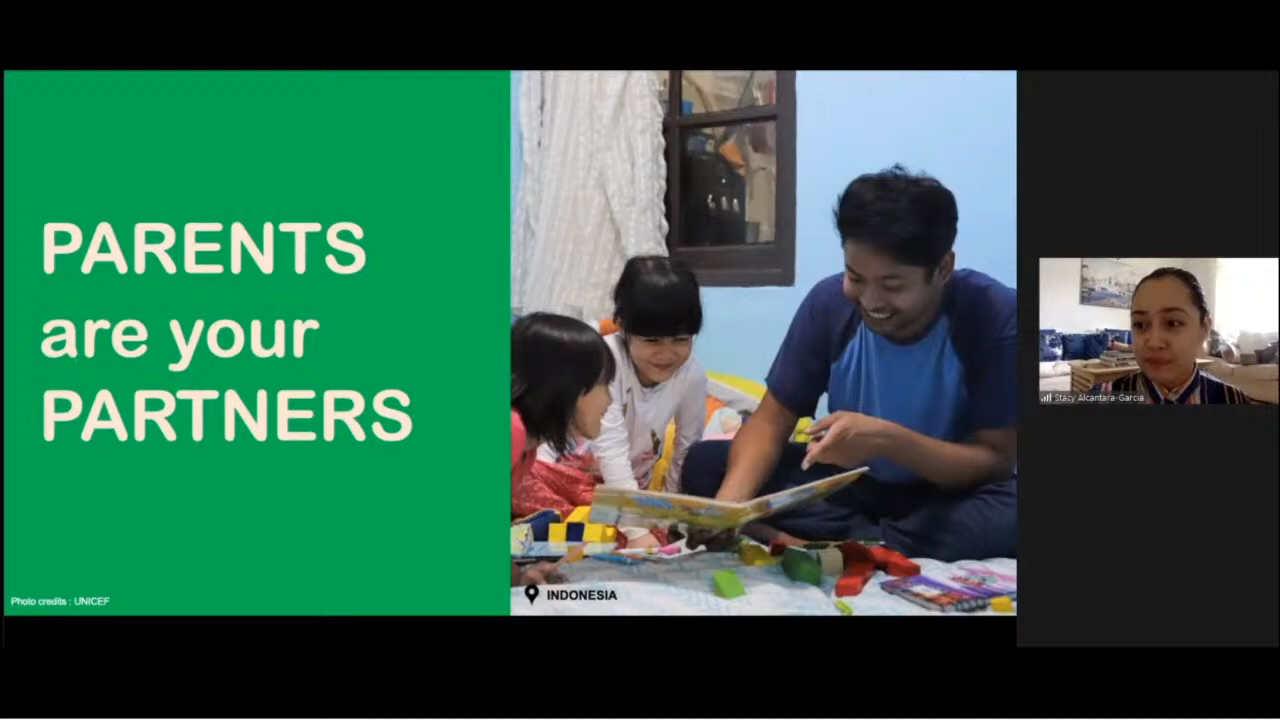 PARENTS
are your
PARTNERS
Photo credits : UNICEF
INDONESIA
Stacy Alcantara-Garcia